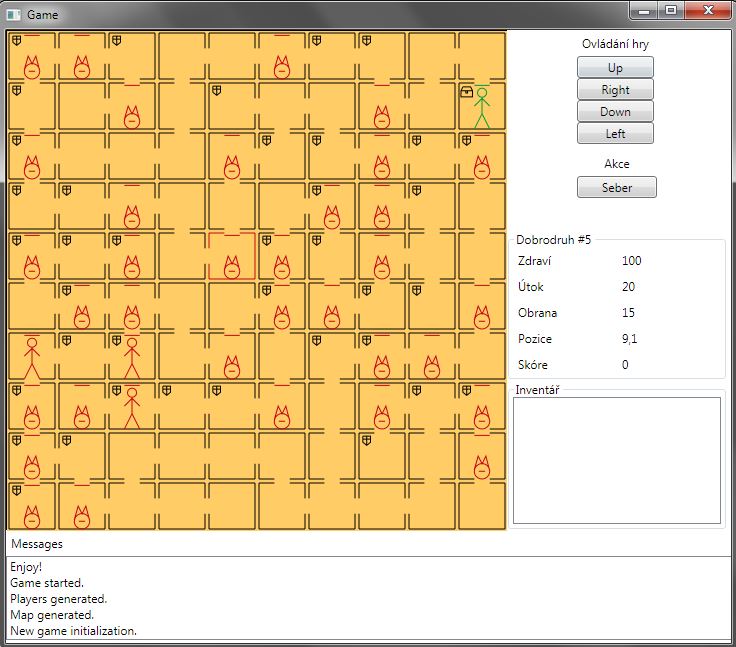 Game
Ovládání hry
Up
Right
Down
Left
Akce
Seber
Dobrodruh #5
Zdraví 100
Útok 20
Obrana 15
Pozice 9,1
Skóre 0
Inventář
Messages
Enjoy!
Game started.
Players generated.
Map generated.
New game initialization.